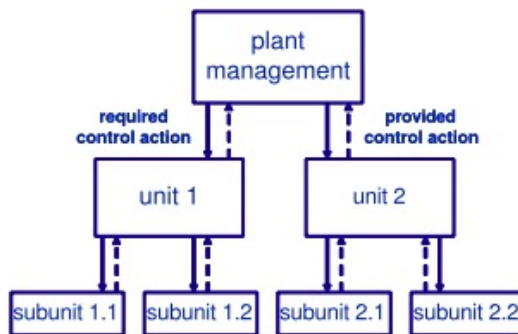 plant
management
required
control action
provided
control action
unit 1
unit 2
subunit 1.1
subunit 1.2
subunit 2.1
subunit 2.2